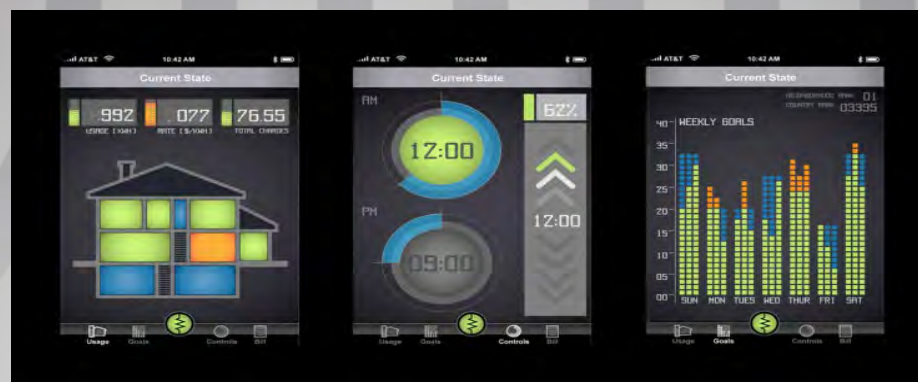 AT&T 10:42 AM
Current State
992 .077 76.55
USAGE (KWH) RATE ($/KWH) TOTAL CHARGES
Usage Goals Controls Bill
AT&T 10:42 AM
Current State
AM
62%
12:00
12:00
PM
09:00
Usage Goals Controls Bill
AT&T 10:42 AM
Current State
NEIGHBORHOOD RANK: 01
COUNTRY RANK: 03335
40
WEEKLY GOALS
35
30
25
20
15
10
05
00
SUN MON TUES WED THUR FRI SAT
Usage Goals Controls Bill